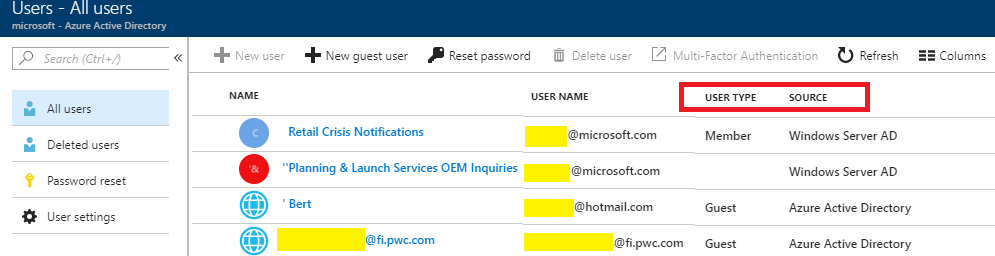 Users - All users
microsoft - Azure Active Directory
Search (Ctrl+/) «
New user New guest user Reset password Delete user Multi-Factor Authentication Refresh Columns
NAME USER NAME USER TYPE SOURCE
All users
C Retail Crisis Notifications @microsoft.com Member Windows Server AD
Deleted users
'& ''Planning & Launch Services OEM Inquiries @microsoft.com Windows Server AD
Password reset
' Bert @hotmail.com Guest Azure Active Directory
User settings
@fi.pwc.com @fi.pwc.com Guest Azure Active Directory